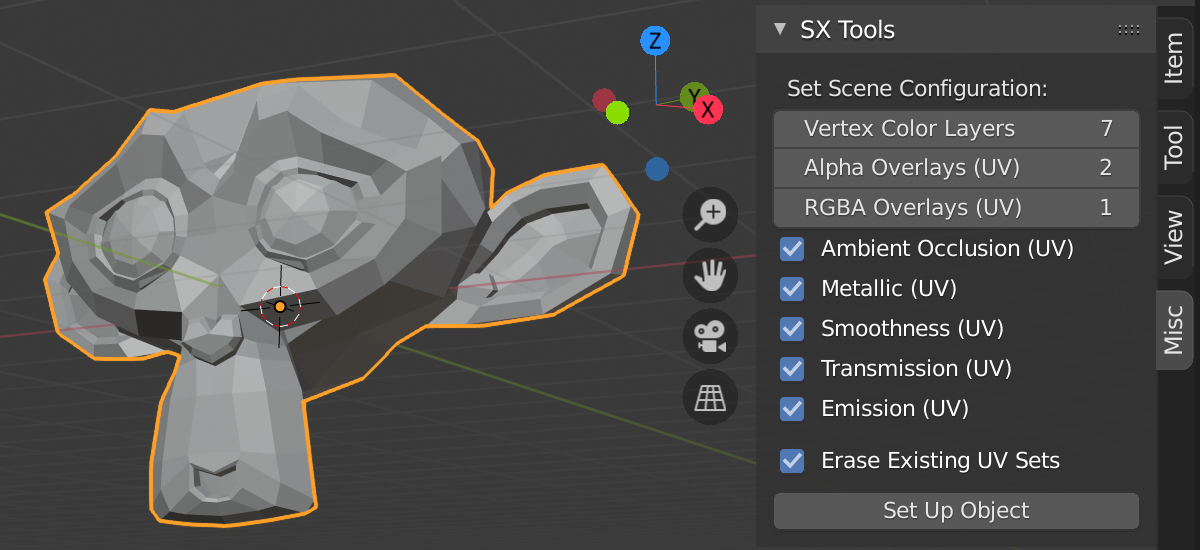 Z
Y
X
SX Tools
Set Scene Configuration:
Vertex Color Layers 7
Alpha Overlays (UV) 2
RGBA Overlays (UV) 1
Ambient Occlusion (UV)
Metallic (UV)
Smoothness (UV)
Transmission (UV)
Emission (UV)
Erase Existing UV Sets
Set Up Object
Item
Tool
View
Misc